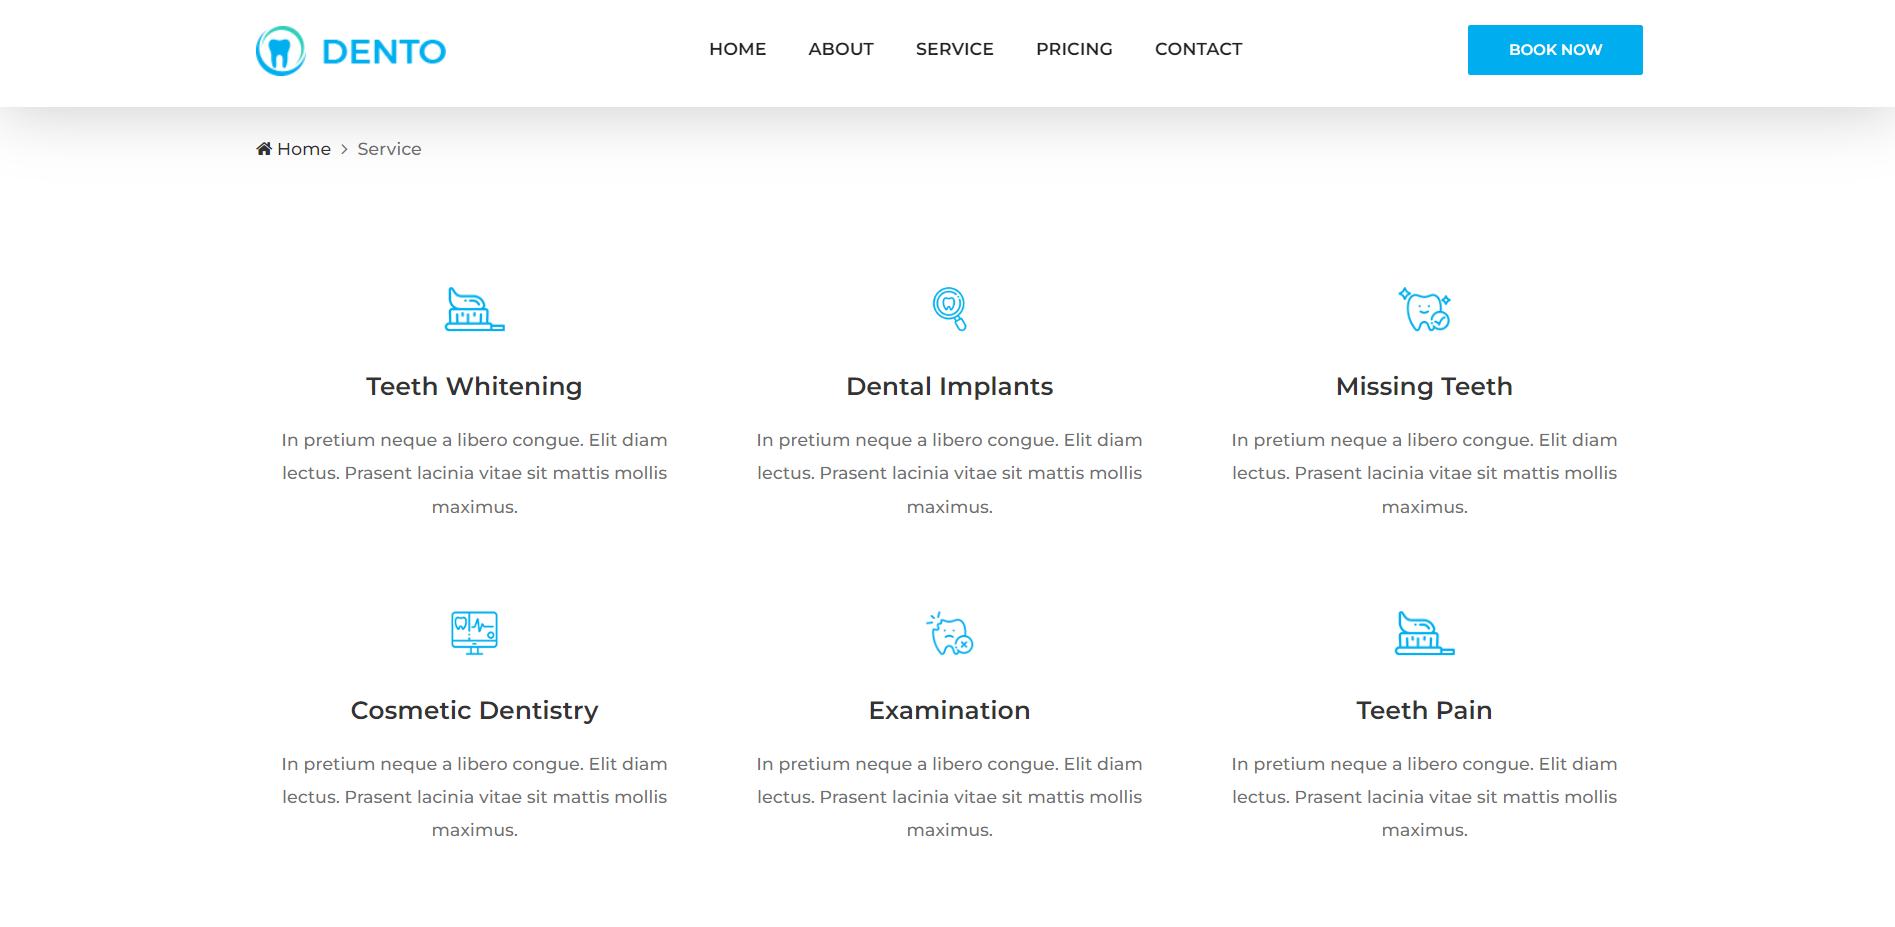 DENTO
HOME ABOUT SERVICE PRICING CONTACT
BOOK NOW
Home > Service
Teeth Whitening
In pretium neque a libero congue. Elit diam
lectus. Prasent lacinia vitae sit mattis mollis
maximus.
Dental Implants
In pretium neque a libero congue. Elit diam
lectus. Prasent lacinia vitae sit mattis mollis
maximus.
Missing Teeth
In pretium neque a libero congue. Elit diam
lectus. Prasent lacinia vitae sit mattis mollis
maximus.
Cosmetic Dentistry
In pretium neque a libero congue. Elit diam
lectus. Prasent lacinia vitae sit mattis mollis
maximus.
Examination
In pretium neque a libero congue. Elit diam
lectus. Prasent lacinia vitae sit mattis mollis
maximus.
Teeth Pain
In pretium neque a libero congue. Elit diam
lectus. Prasent lacinia vitae sit mattis mollis
maximus.